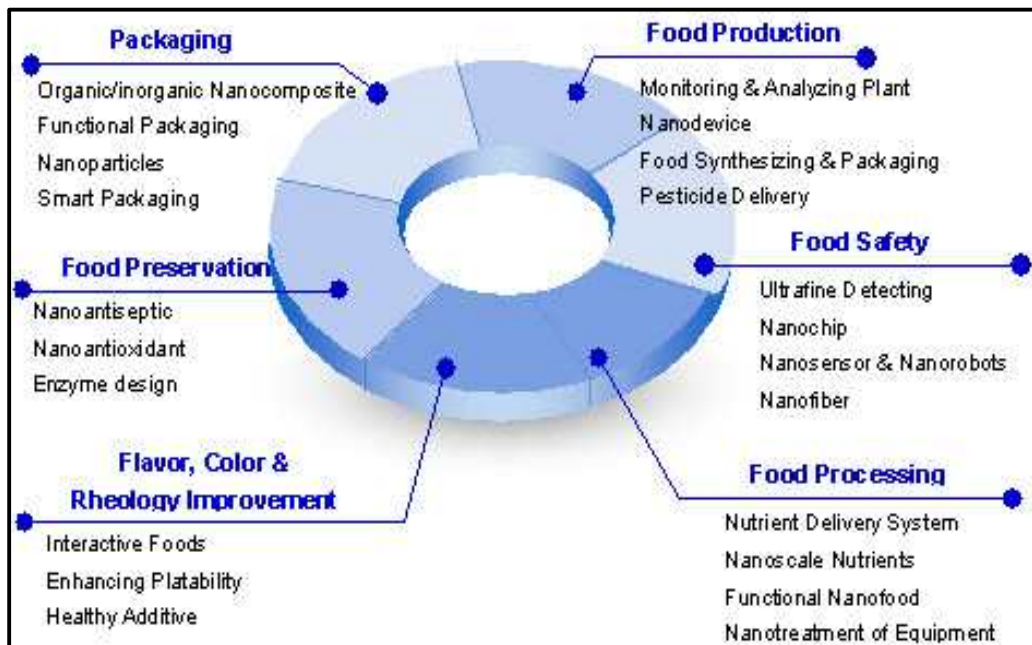 Packaging
Organic/inorganic Nanocomposite
Functional Packaging
Nanoparticles
Smart Packaging
Food Production
Monitoring & Analyzing Plant
Nanodevice
Food Synthesizing & Packaging
Pesticide Delivery
Food Safety
Ultrafine Detecting
Nanochip
Nanosensor & Nanorobots
Nanofiber
Food Preservation
Nanoantiseptic
Nanoantioxidant
Enzyme design
Flavor, Color &
Rheology Improvement
Interactive Foods
Enhancing Platability
Healthy Additive
Food Processing
Nutrient Delivery System
Nanoscale Nutrients
Functional Nanofood
Nanotreatment of Equipment